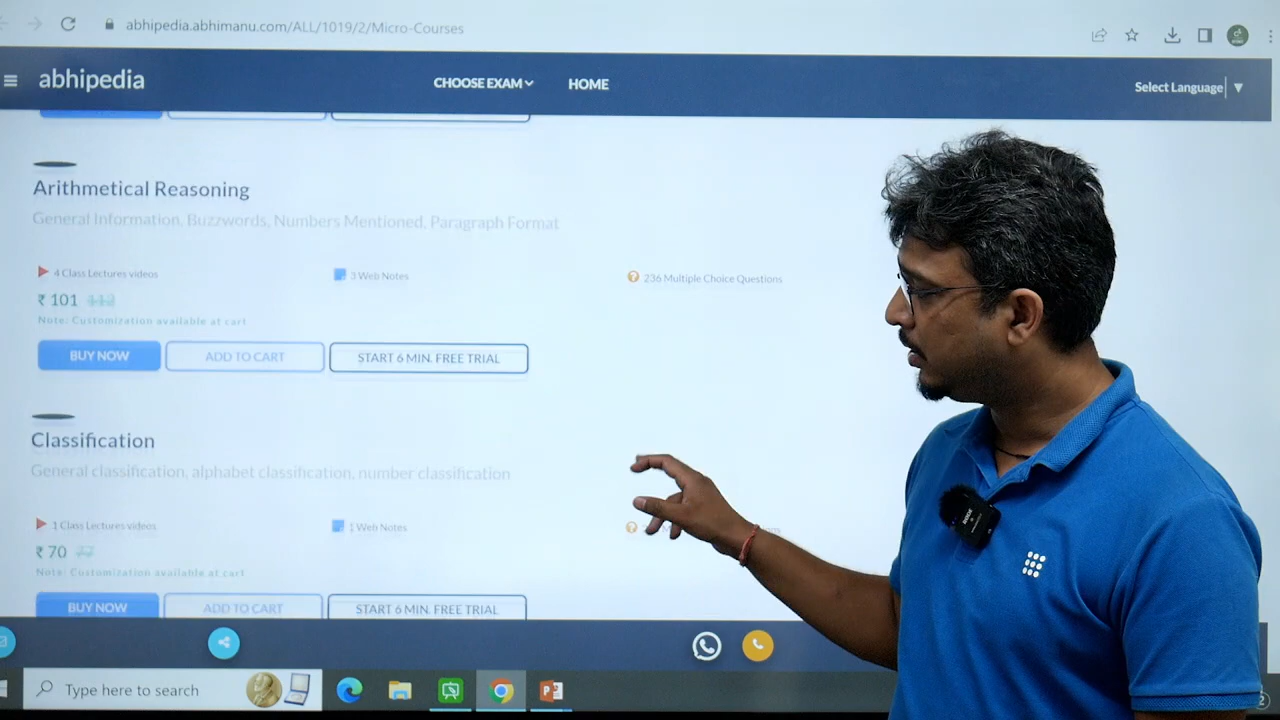 abhipedia.abhimanu.com/ALL/1019/2/Micro-Courses
abhipedia
CHOOSE EXAM
HOME
Select Language
Arithmetical Reasoning
General Information, Buzzwords, Numbers Mentioned, Paragraph Format
4 Class Lectures videos
3 Web Notes
236 Multiple Choice Questions
₹ 101 112
Note: Customization available at cart
BUY NOW
ADD TO CART
START 6 MIN. FREE TRIAL
Classification
General classification, alphabet classification, number classification
1 Class Lectures videos
1 Web Notes
₹ 70 77
Note: Customization available at cart
BUY NOW
ADD TO CART
START 6 MIN. FREE TRIAL
Type here to search